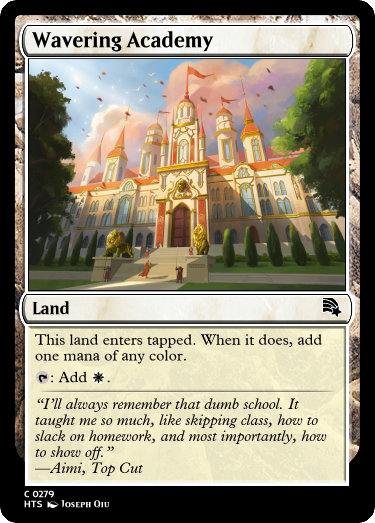 Wavering Academy
Land
This land enters tapped. When it does, add
one mana of any color.
: Add .
"I'll always remember that dumb school. It
taught me so much, like skipping class, how to
slack on homework, and most importantly, how
to show off."
—Aimi, Top Cut
C 0279
HTS Joseph Oiu